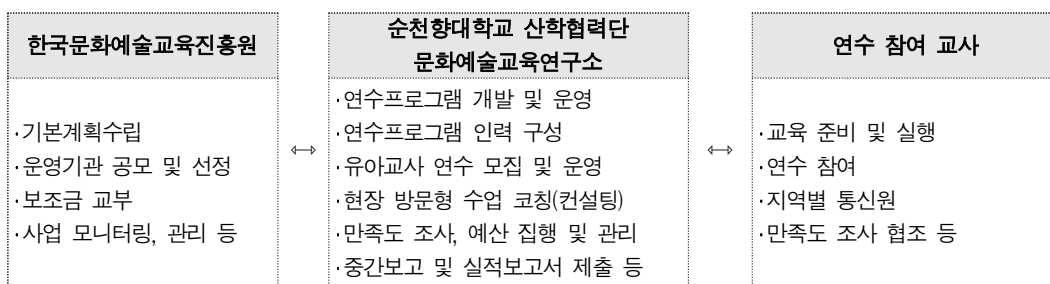 한국문화예술교육진흥원
·기본계획수립
·운영기관 공모 및 선정
·보조금 교부
·사업 모니터링, 관리 등
↔
순천향대학교 산학협력단
문화예술교육연구소
·연수프로그램 개발 및 운영
·연수프로그램 인력 구성
·유아교사 연수 모집 및 운영
·현장 방문형 수업 코칭(컨설팅)
·만족도 조사, 예산 집행 및 관리
·중간보고 및 실적보고서 제출 등
↔
연수 참여 교사
·교육 준비 및 실행
·연수 참여
·지역별 통신원
·만족도 조사 협조 등